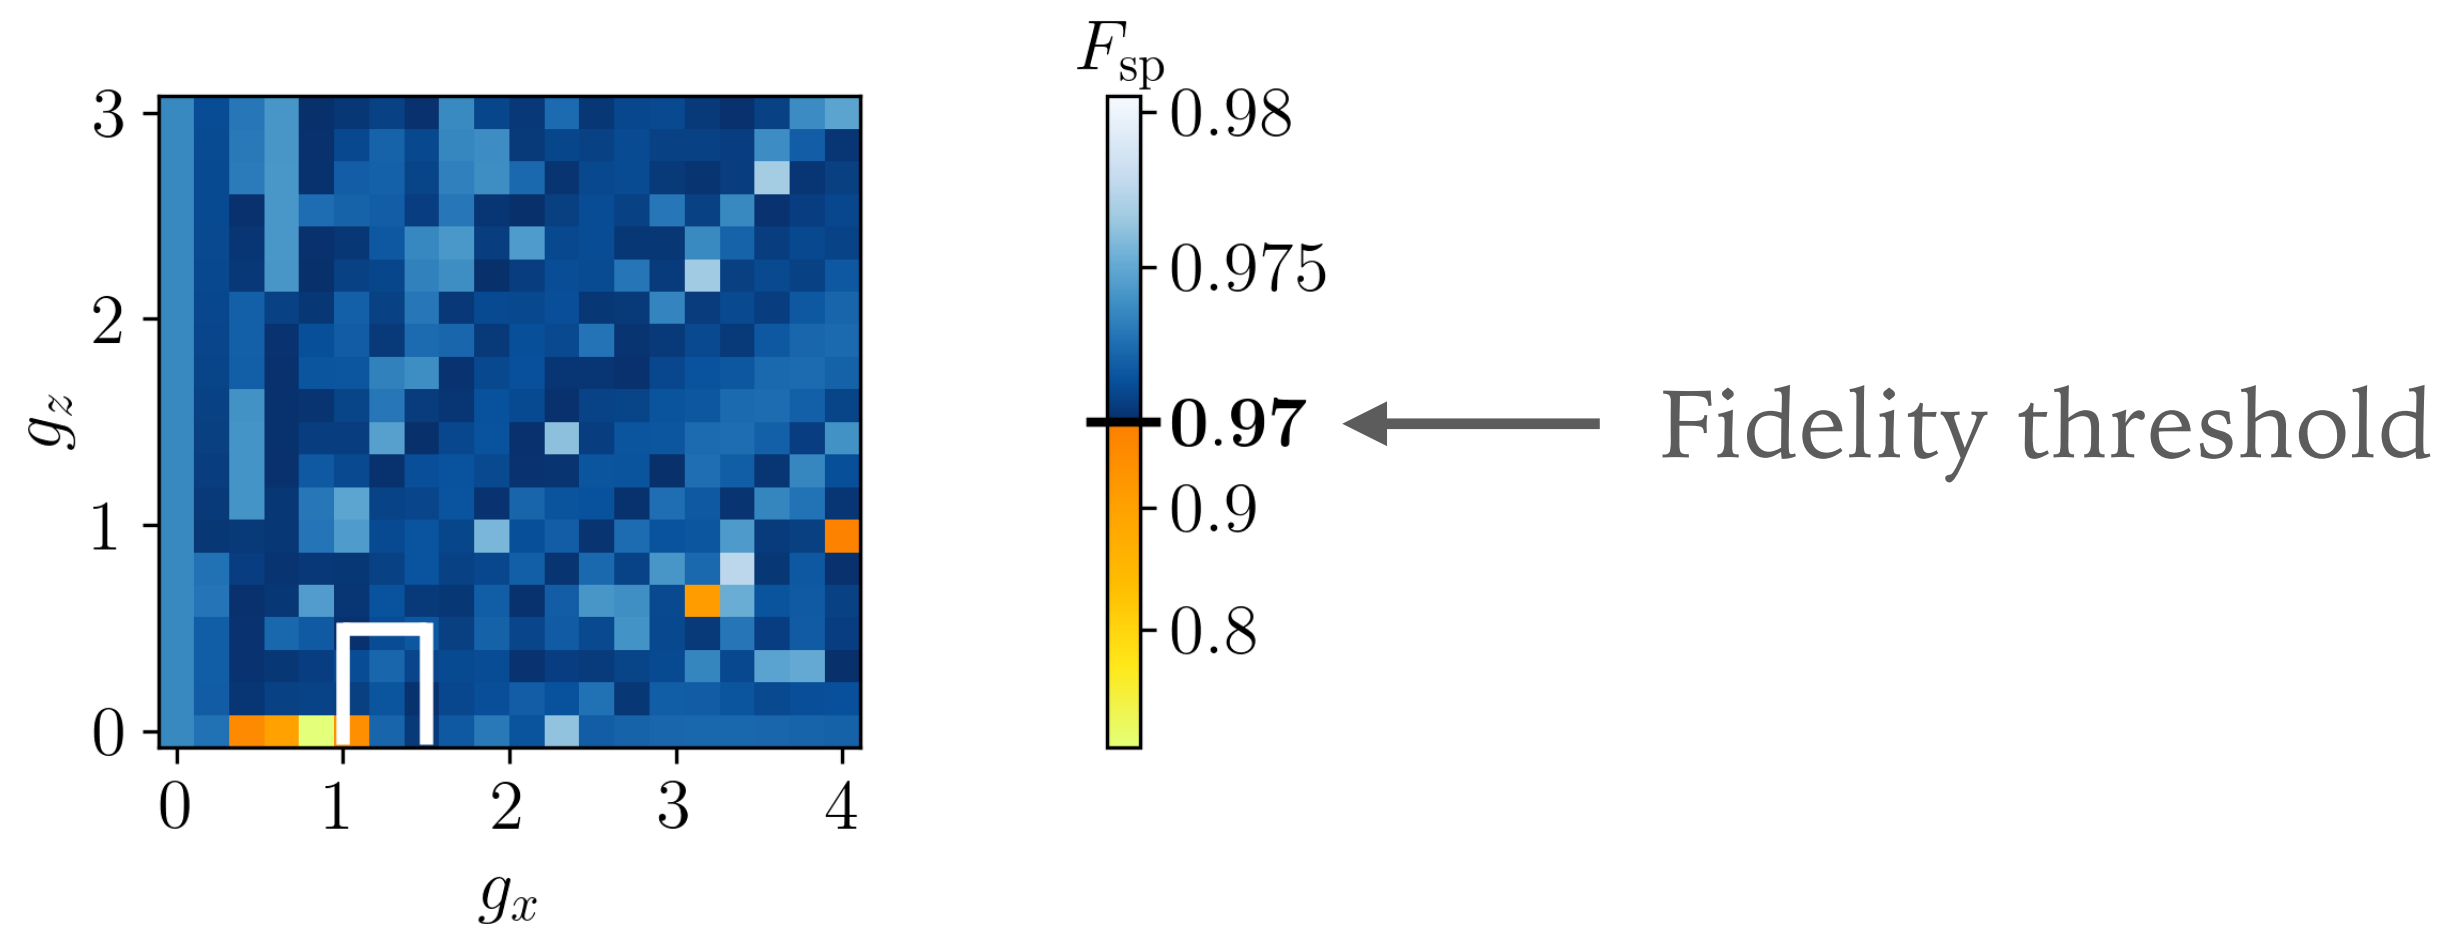 F_sp
3
2
1
0
g_z
0 1 2 3 4
g_x
0.98
0.975
0.97
0.9
0.8
Fidelity threshold